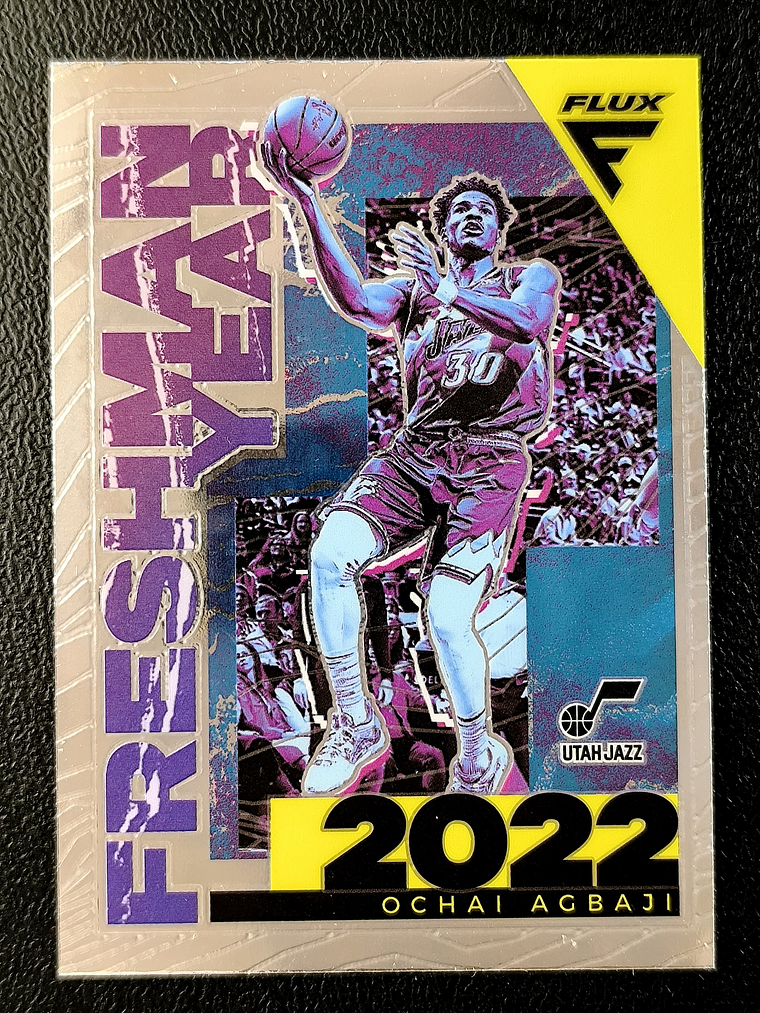 FLUX
FRESHMAN
YEAR
JAZZ
30
UTAH JAZZ
2022
OCHAI AGBAJI